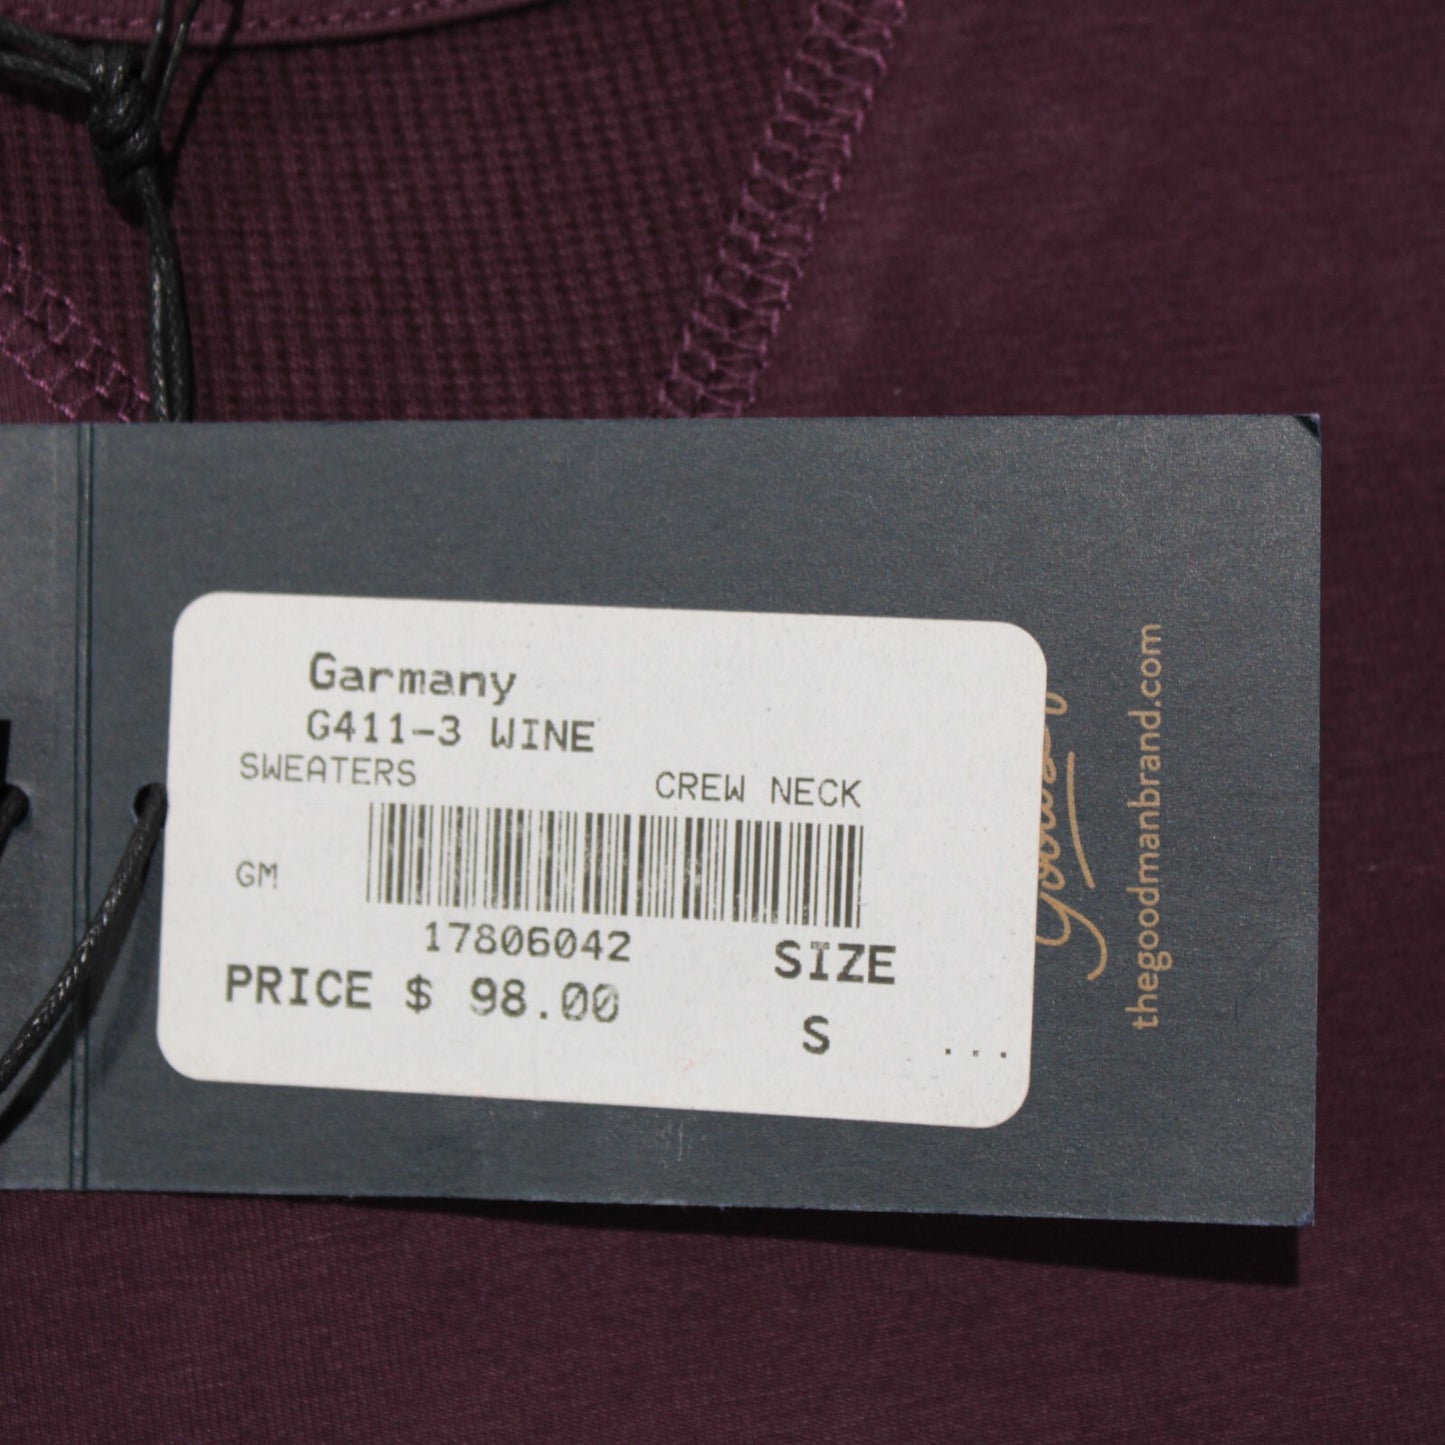 Garmany
G411-3 WINE
SWEATERS CREW NECK
GM
17806042
SIZE
PRICE $ 98.00
S
...
thegoodmanbrand.com